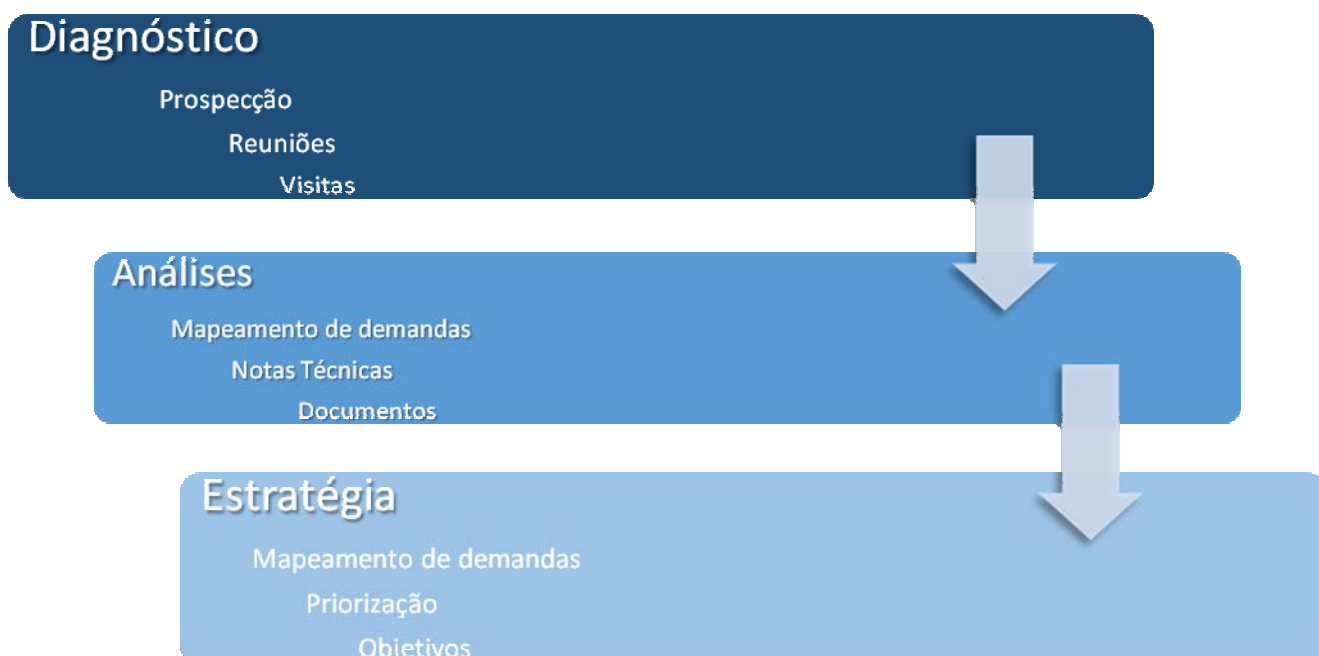 Diagnóstico
Prospecção
Reuniões
Visitas
Análises
Mapeamento de demandas
Notas Técnicas
Documentos
Estratégia
Mapeamento de demandas
Priorização
Objetivos